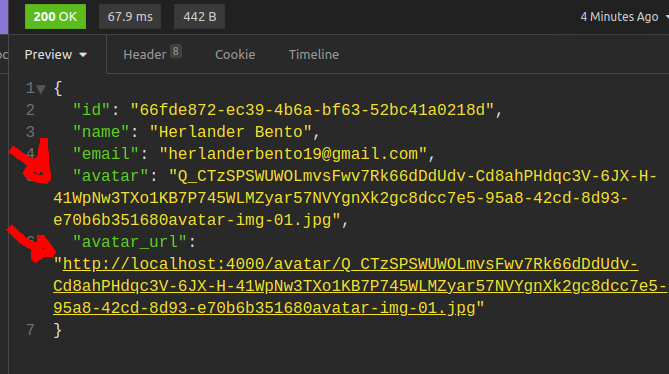 200 OK 67.9 ms 442 B 4 Minutes Ago
Preview Header 8 Cookie Timeline
1 {
2 "id": "66fde872-ec39-4b6a-bf63-52bc41a0218d",
3 "name": "Herlander Bento",
4 "email": "herlanderbento19@gmail.com",
"avatar": "Q_CTzSPSWUWOLmvsFwv7Rk66dDdUdv-Cd8ahPHdqc3V-6JX-H-
41WpNw3TXo1KB7P745WLMZyar57NVYgnXk2gc8dcc7e5-95a8-42cd-8d93-
e70b6b351680avatar-img-01.jpg",
6 "avatar_url":
"http://localhost:4000/avatar/Q_CTzSPSWUWOLmvsFwv7Rk66dDdUdv-
Cd8ahPHdqc3V-6JX-H-41WpNw3TXo1KB7P745WLMZyar57NVYgnXk2gc8dcc7e5-
95a8-42cd-8d93-e70b6b351680avatar-img-01.jpg"
7 }